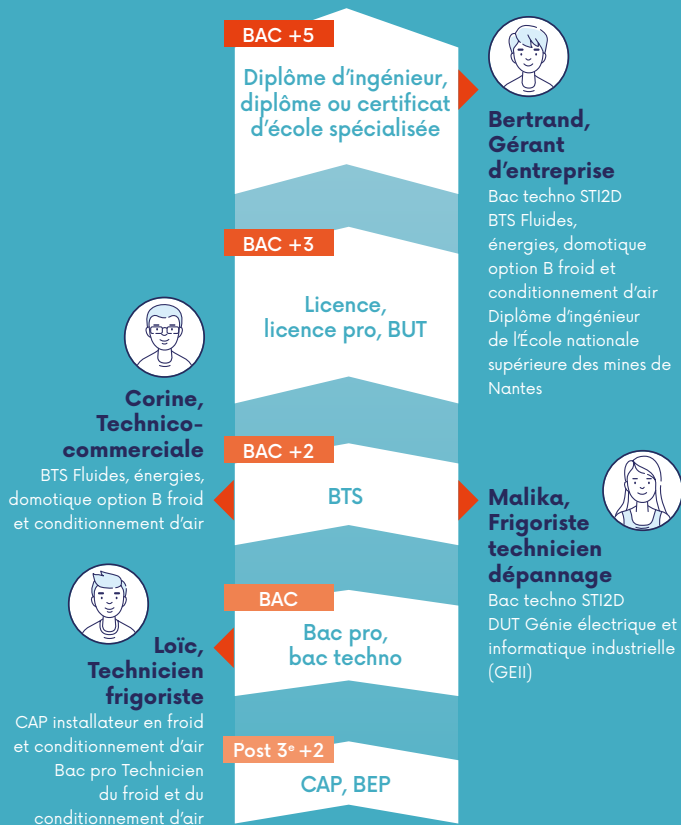 BAC +5
Diplôme d'ingénieur,
diplôme ou certificat
d'école spécialisée
Bertrand,
Gérant
d'entreprise
Bac techno STI2D
BTS Fluides,
énergies, domotique
option B froid et
conditionnement d'air
Diplôme d'ingénieur
de l'École nationale
supérieure des mines de
Nantes
BAC +3
Licence,
licence pro, BUT
Corine,
Technico-
commerciale
BTS Fluides, énergies,
domotique option B froid
et conditionnement d'air
BAC +2
BTS
Malika,
Frigoriste
technicien
dépannage
Bac techno STI2D
DUT Génie électrique et
informatique industrielle
(GEII)
BAC
Bac pro,
bac techno
Loïc,
Technicien
frigoriste
CAP installateur en froid
et conditionnement d'air
Bac pro Technicien
du froid et du
conditionnement d'air
Post 3e +2
CAP, BEP